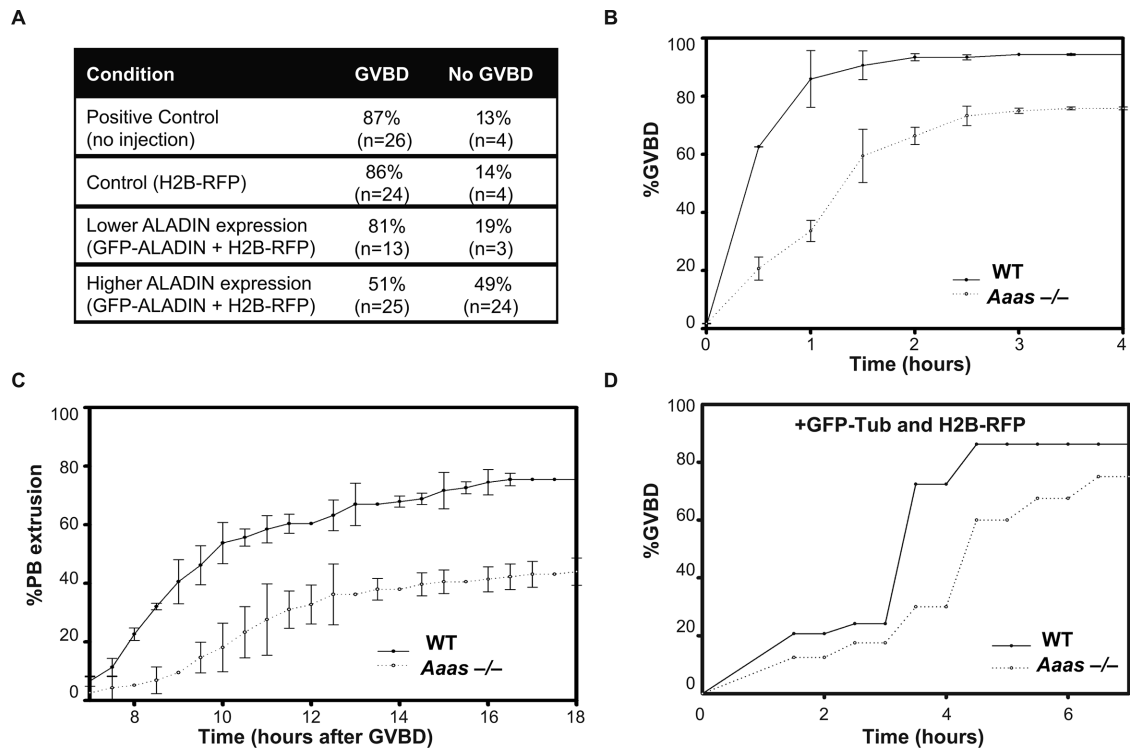 A
Condition GVBD No GVBD
Positive Control 87% 13%
(no injection) (n=26) (n=4)
Control (H2B-RFP) 86% 14%
(n=24) (n=4)
Lower ALADIN expression 81% 19%
(GFP-ALADIN + H2B-RFP) (n=13) (n=3)
Higher ALADIN expression 51% 49%
(GFP-ALADIN + H2B-RFP) (n=25) (n=24)
B
100
80
60
40
20
0
%GVBD
WT
Aaas –/–
0 1 2 3 4
Time (hours)
C
100
80
60
40
20
0
%PB extrusion
WT
Aaas –/–
8 10 12 14 16 18
Time (hours after GVBD)
D
+GFP-Tub and H2B-RFP
100
80
60
40
20
0
%GVBD
WT
Aaas –/–
0 2 4 6
Time (hours)